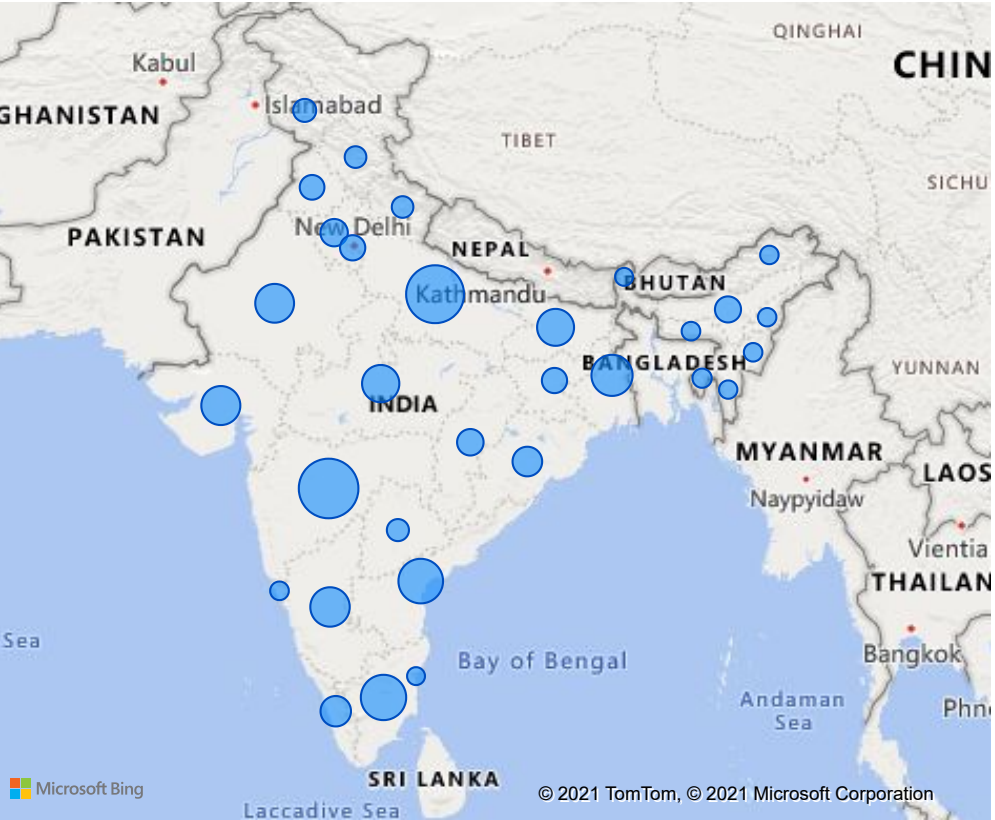 QINGHAI
CHIN
Kabul
Islamabad
GHANISTAN
TIBET
SICHU
New Delhi
PAKISTAN
NEPAL
BHUTAN
Kathmandu
BANGLADESH
YUNNAN
INDIA
MYANMAR
LAOS
Naypyidaw
Vientia
THAILAN
Sea
Bay of Bengal
Bangkok
Andaman
Sea
Phn
SRI LANKA
Microsoft Bing
© 2021 TomTom, © 2021 Microsoft Corporation
Laccadive Sea